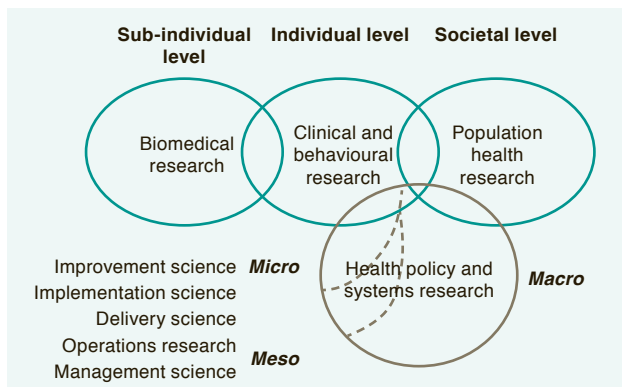 Sub-individual level
Individual level
Societal level
Biomedical
research
Clinical and
behavioural
research
Population
health
research
Improvement science
Implementation science
Delivery science
Operations research
Management science
Micro
Meso
Health policy and
systems research
Macro